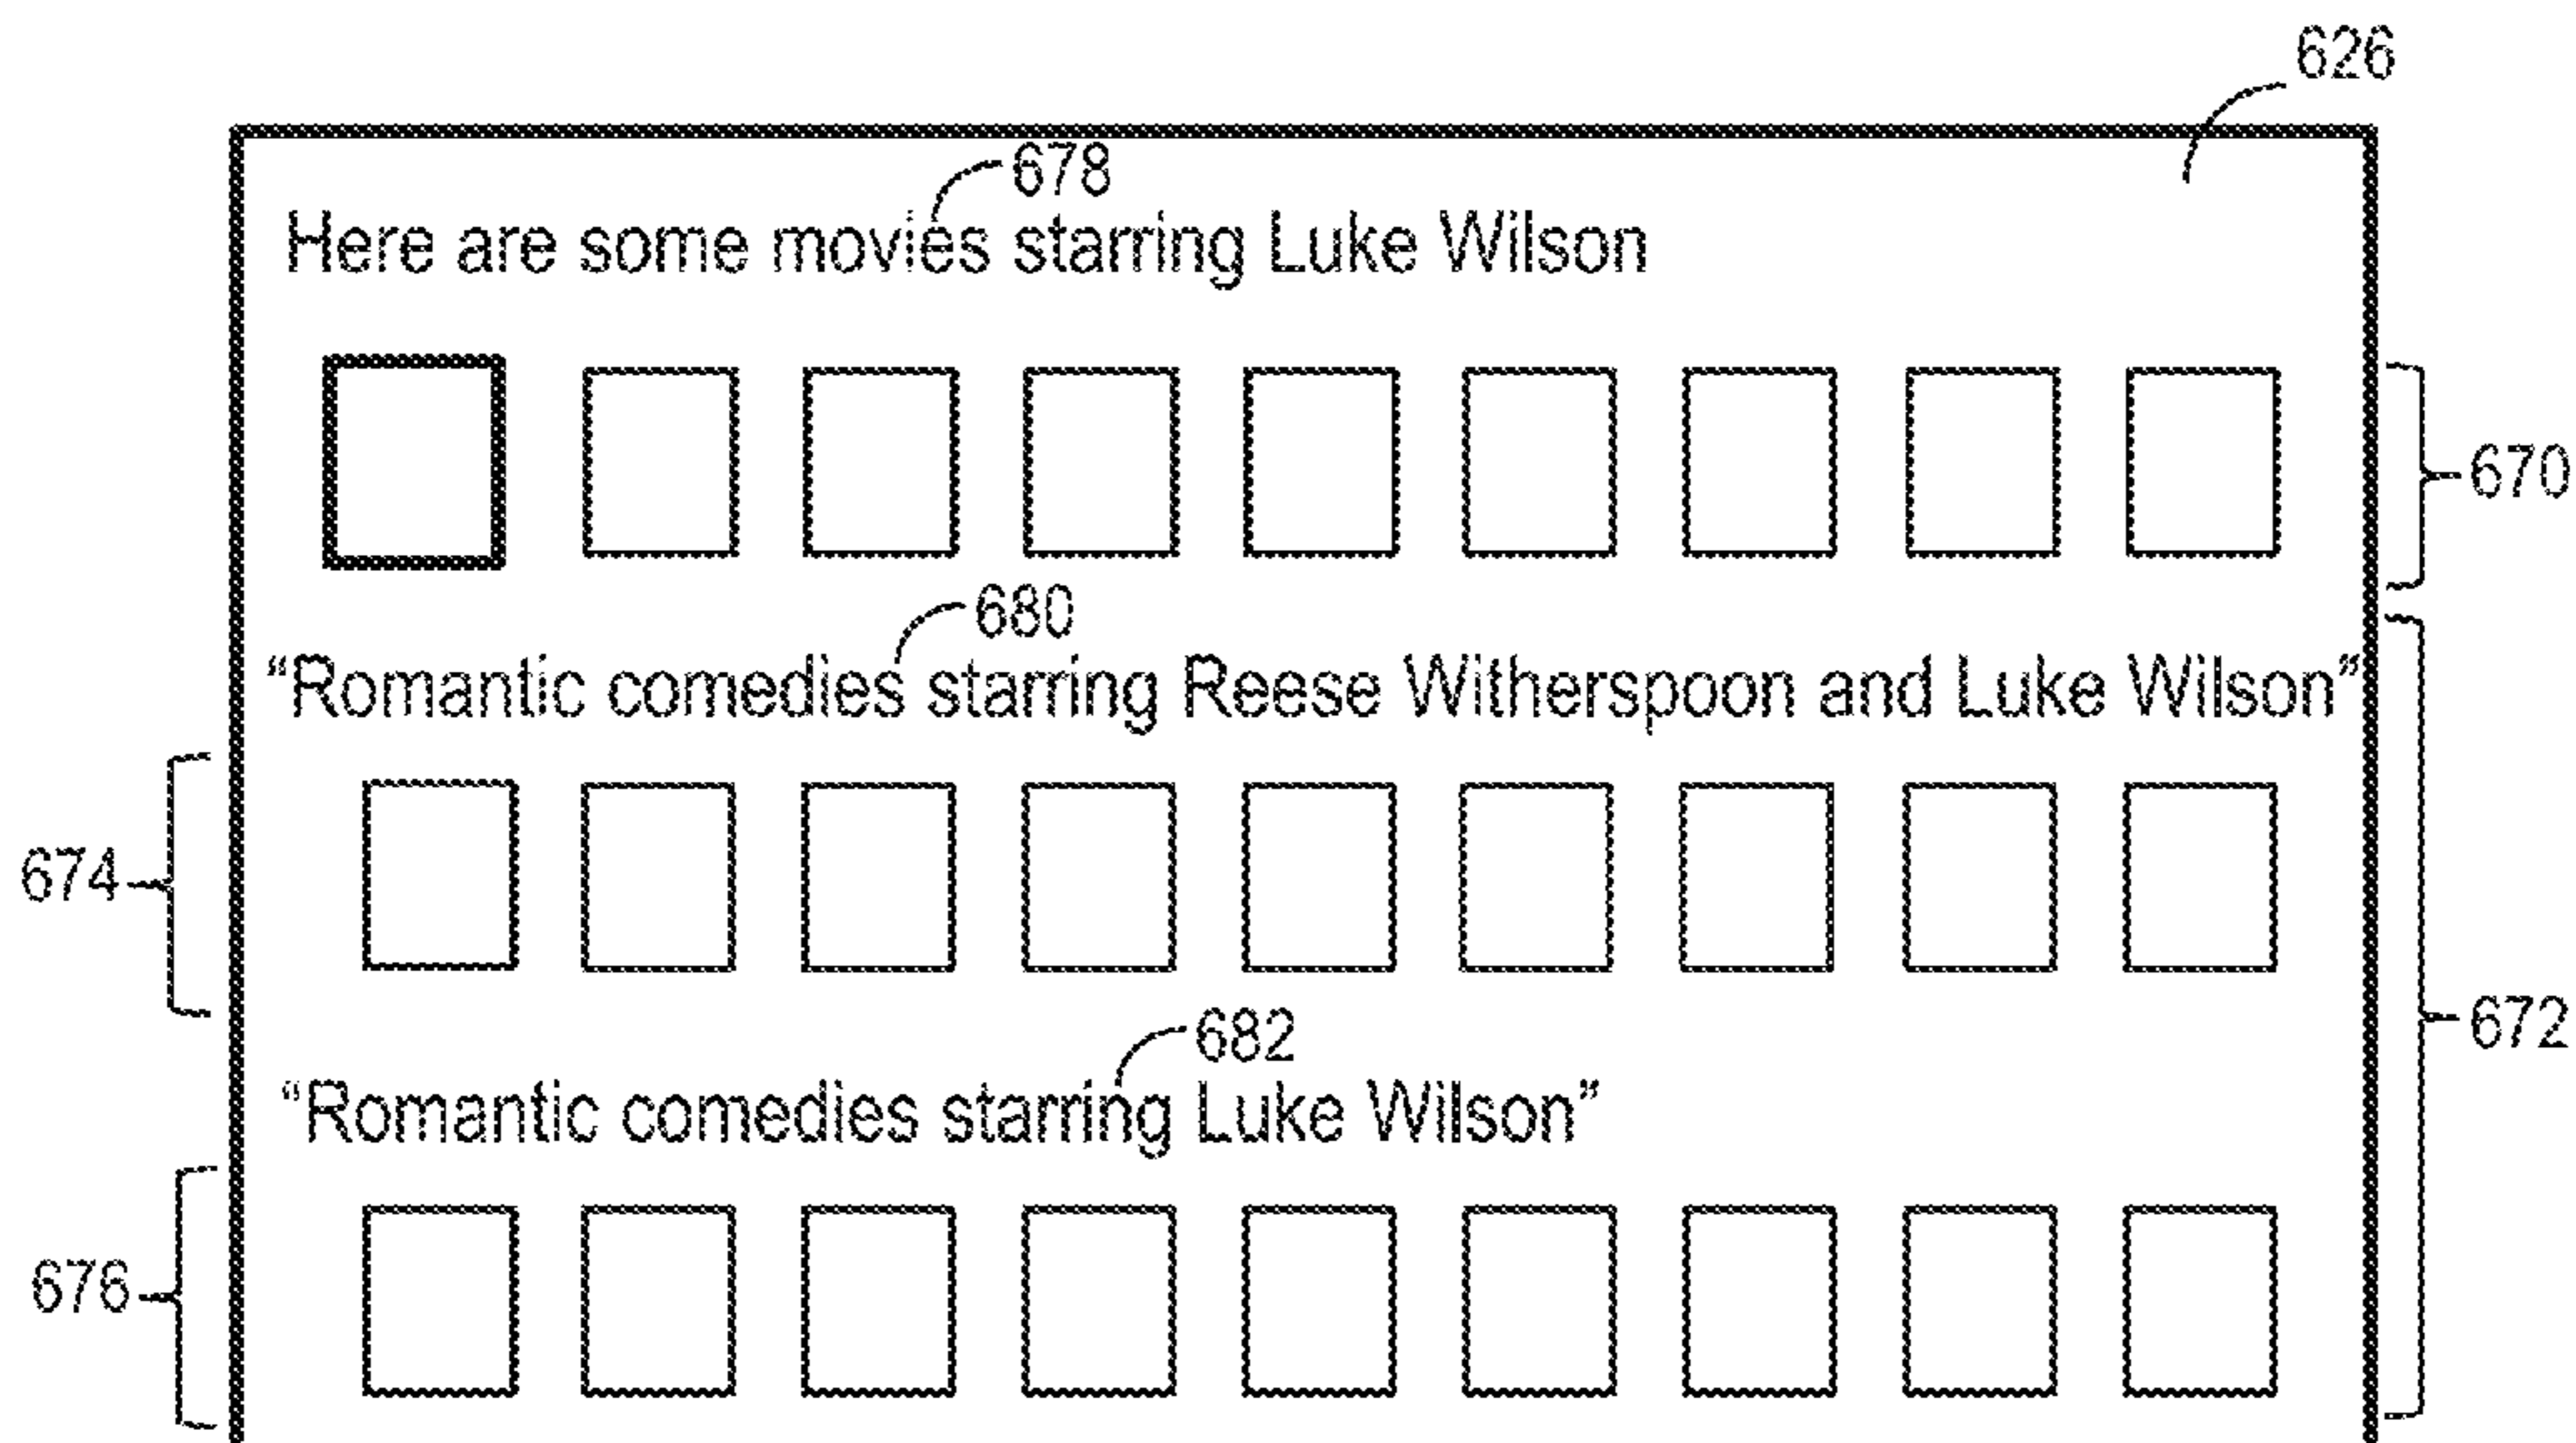 626
678
Here are some movies starring Luke Wilson
670
680
“Romantic comedies starring Reese Witherspoon and Luke Wilson”
674
672
682
“Romantic comedies starring Luke Wilson”
676